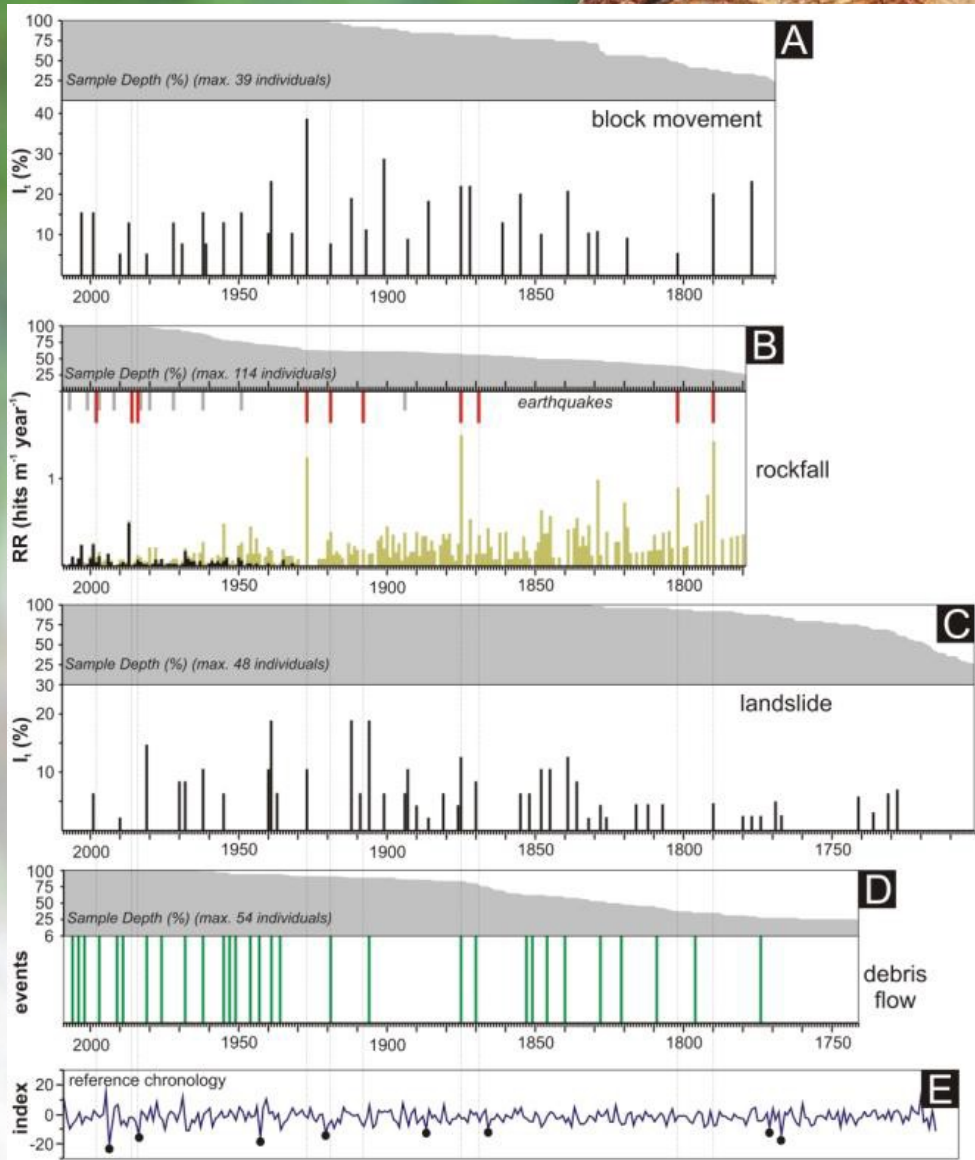 100
75
50
25
A
Sample Depth (%) (max. 39 individuals)
block movement
40
30
20
10
It (%)
2000 1950 1900 1850 1800
100
75
50
25
B
Sample Depth (%) (max. 114 individuals)
earthquakes
rockfall
1
RR (hits m-1 year-1)
2000 1950 1900 1850 1800
100
75
50
25
C
Sample Depth (%) (max. 48 individuals)
30
landslide
20
10
It (%)
2000 1950 1900 1850 1800 1750
100
75
50
25
D
Sample Depth (%) (max. 54 individuals)
6
events
debris
flow
2000 1950 1900 1850 1800 1750
reference chronology
E
20
0
-20
index